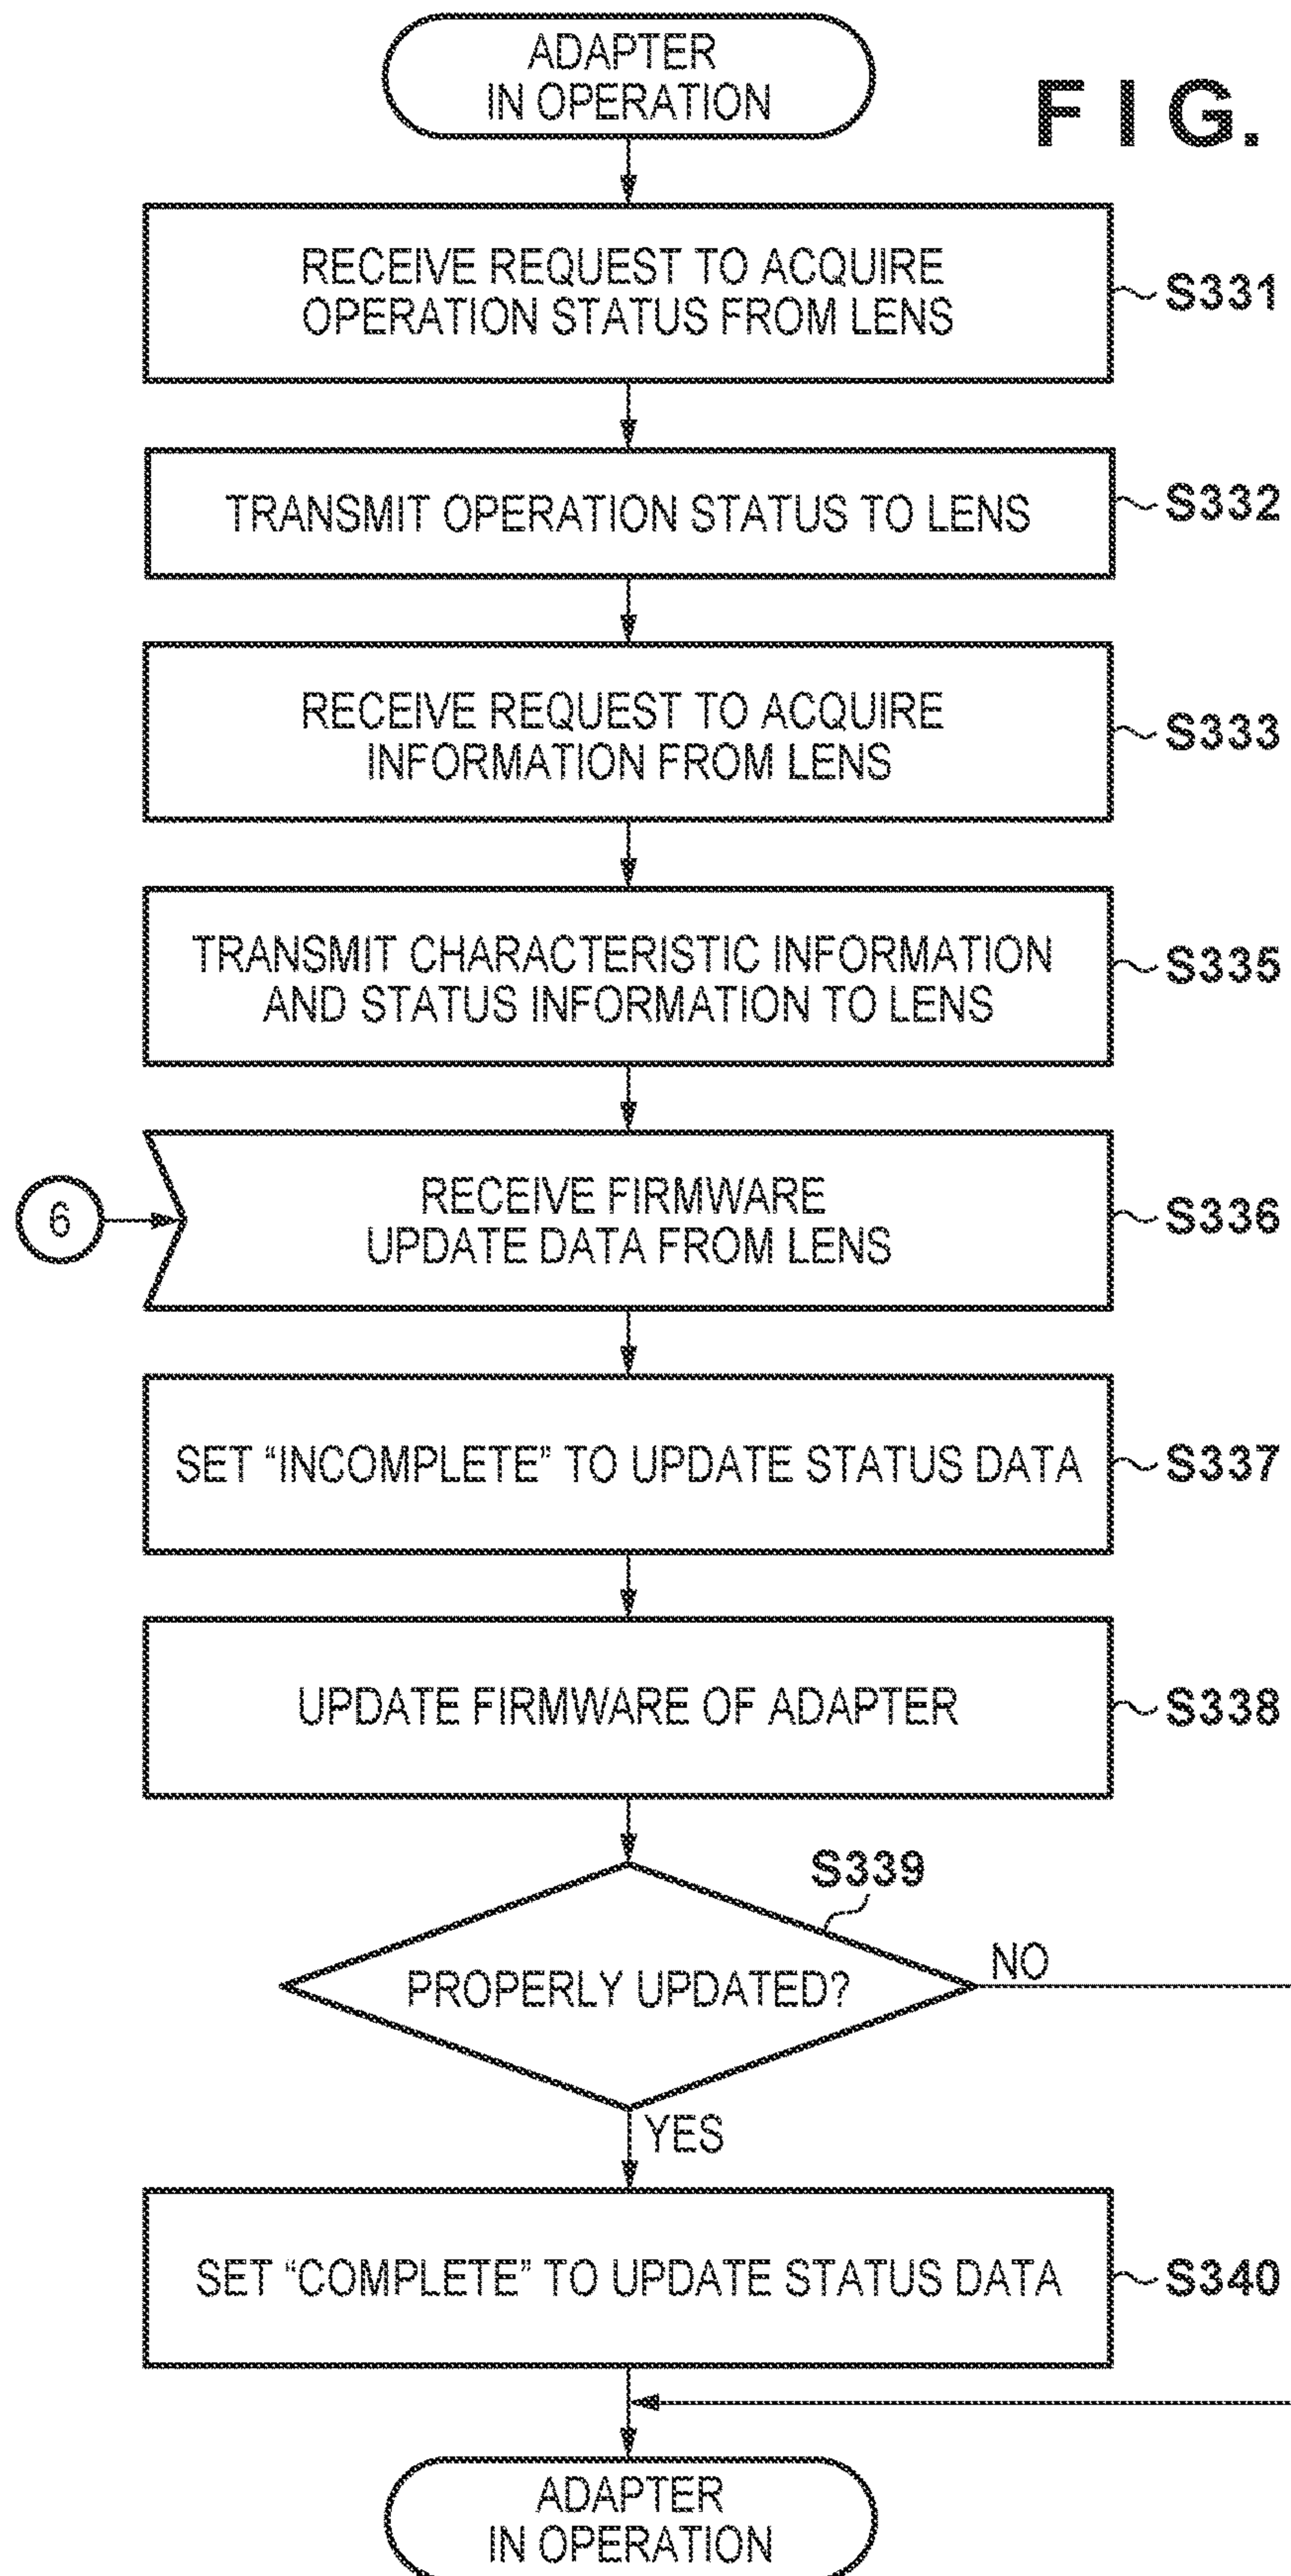 ADAPTER
IN OPERATION
FIG.
RECEIVE REQUEST TO ACQUIRE
OPERATION STATUS FROM LENS
S331
TRANSMIT OPERATION STATUS TO LENS
S332
RECEIVE REQUEST TO ACQUIRE
INFORMATION FROM LENS
S333
TRANSMIT CHARACTERISTIC INFORMATION
AND STATUS INFORMATION TO LENS
S335
6
RECEIVE FIRMWARE
UPDATE DATA FROM LENS
S336
SET “INCOMPLETE” TO UPDATE STATUS DATA
S337
UPDATE FIRMWARE OF ADAPTER
S338
S339
PROPERLY UPDATED?
NO
YES
SET “COMPLETE” TO UPDATE STATUS DATA
S340
ADAPTER
IN OPERATION